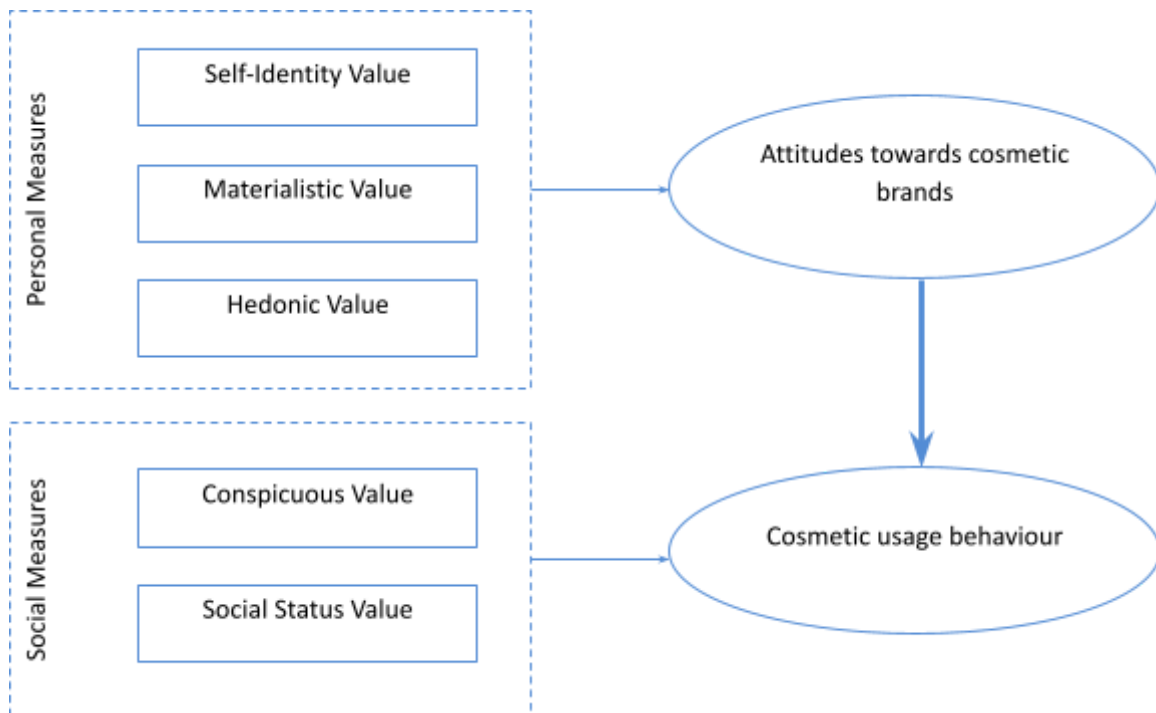 Personal Measures
Self-Identity Value
Materialistic Value
Hedonic Value
Attitudes towards cosmetic
brands
Social Measures
Conspicuous Value
Social Status Value
Cosmetic usage behaviour